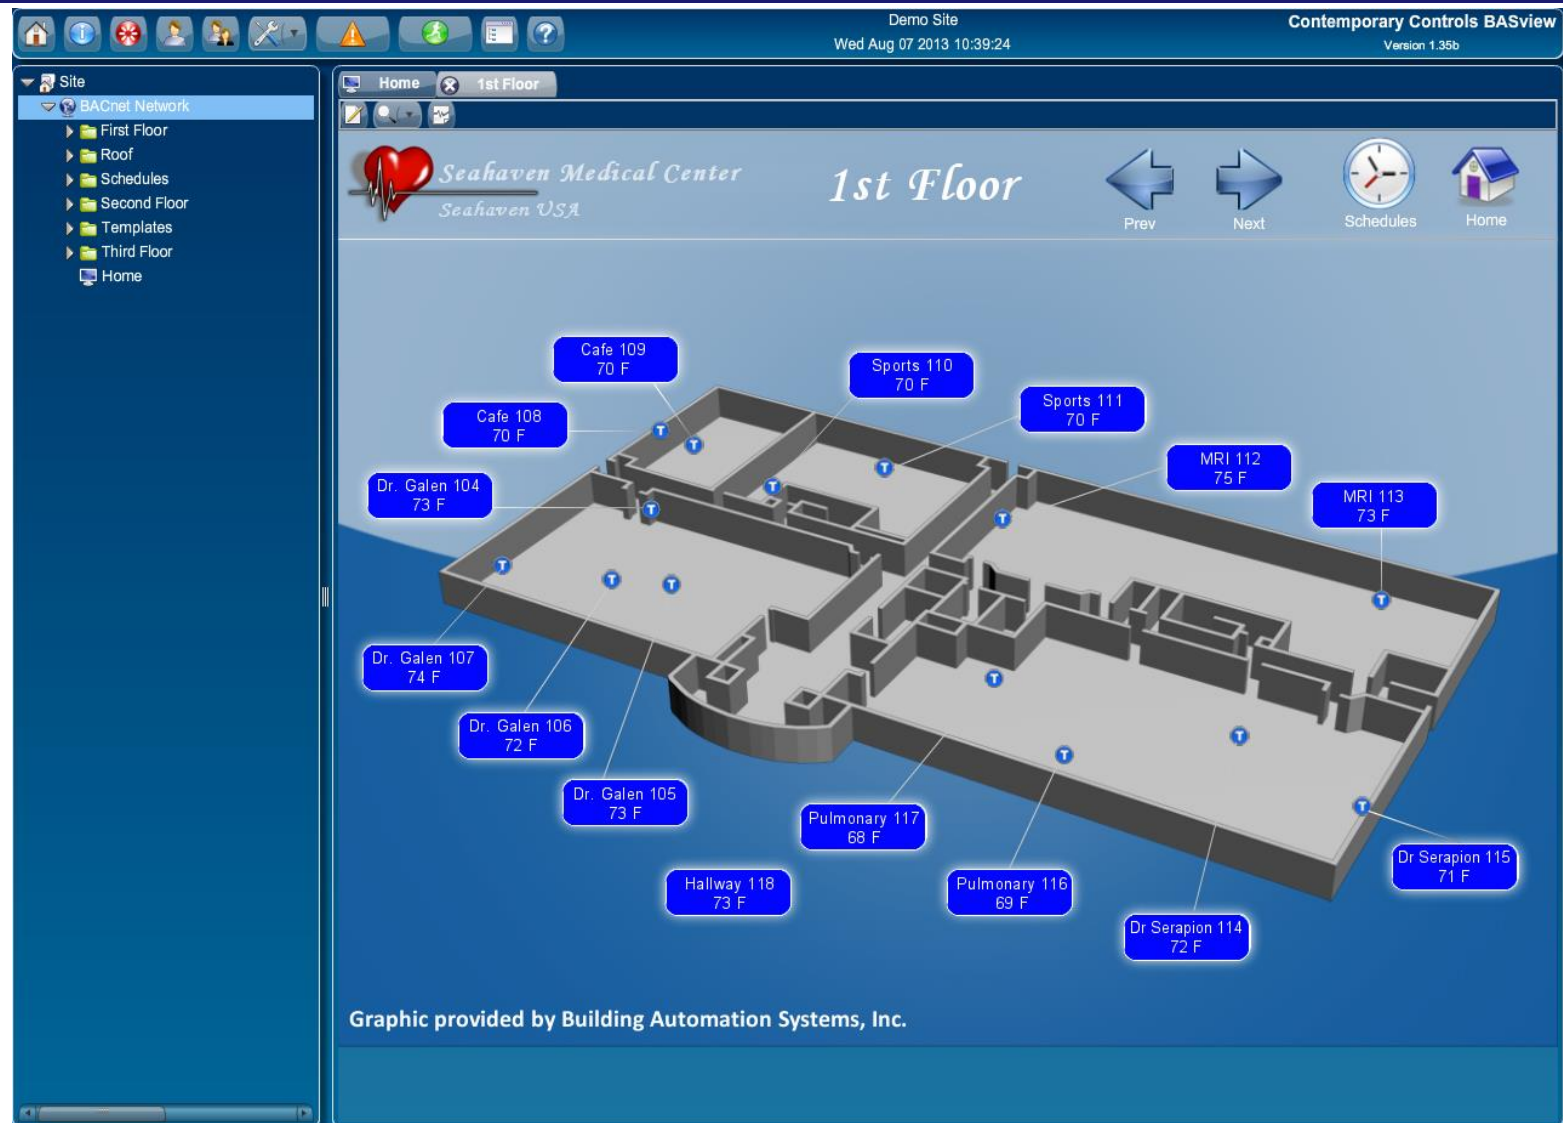 Demo Site
Wed Aug 07 2013 10:39:24
Contemporary Controls BASview
Version 1.35b
Site
BACnet Network
First Floor
Roof
Schedules
Second Floor
Templates
Third Floor
Home
Home
1st Floor
Seahaven Medical Center
Seahaven USA
1st Floor
Prev
Next
Schedules
Home
Cafe 109
70 F
Sports 110
70 F
Sports 111
70 F
Cafe 108
70 F
MRI 112
75 F
Dr. Galen 104
73 F
MRI 113
73 F
Dr. Galen 107
74 F
Dr. Galen 106
72 F
Dr. Galen 105
73 F
Pulmonary 117
68 F
Dr Serapion 115
71 F
Hallway 118
73 F
Pulmonary 116
69 F
Dr Serapion 114
72 F
T
T
T
T
T
T
T
T
T
T
T
T
T
T
Graphic provided by Building Automation Systems, Inc.